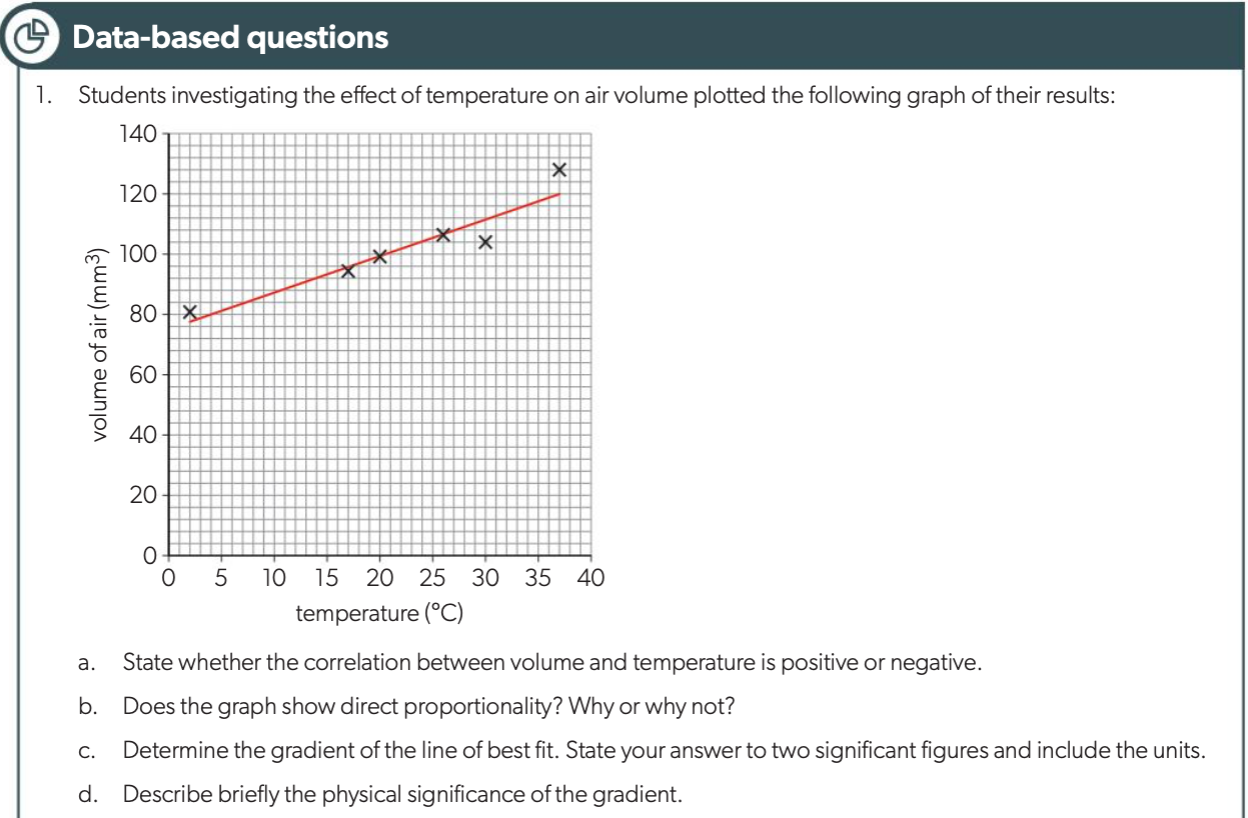 Data-based questions
1. Students investigating the effect of temperature on air volume plotted the following graph of their results:
140
120
100
80
60
40
20
0
volume of air (mm³)
0 5 10 15 20 25 30 35 40
temperature (°C)
a. State whether the correlation between volume and temperature is positive or negative.
b. Does the graph show direct proportionality? Why or why not?
c. Determine the gradient of the line of best fit. State your answer to two significant figures and include the units.
d. Describe briefly the physical significance of the gradient.